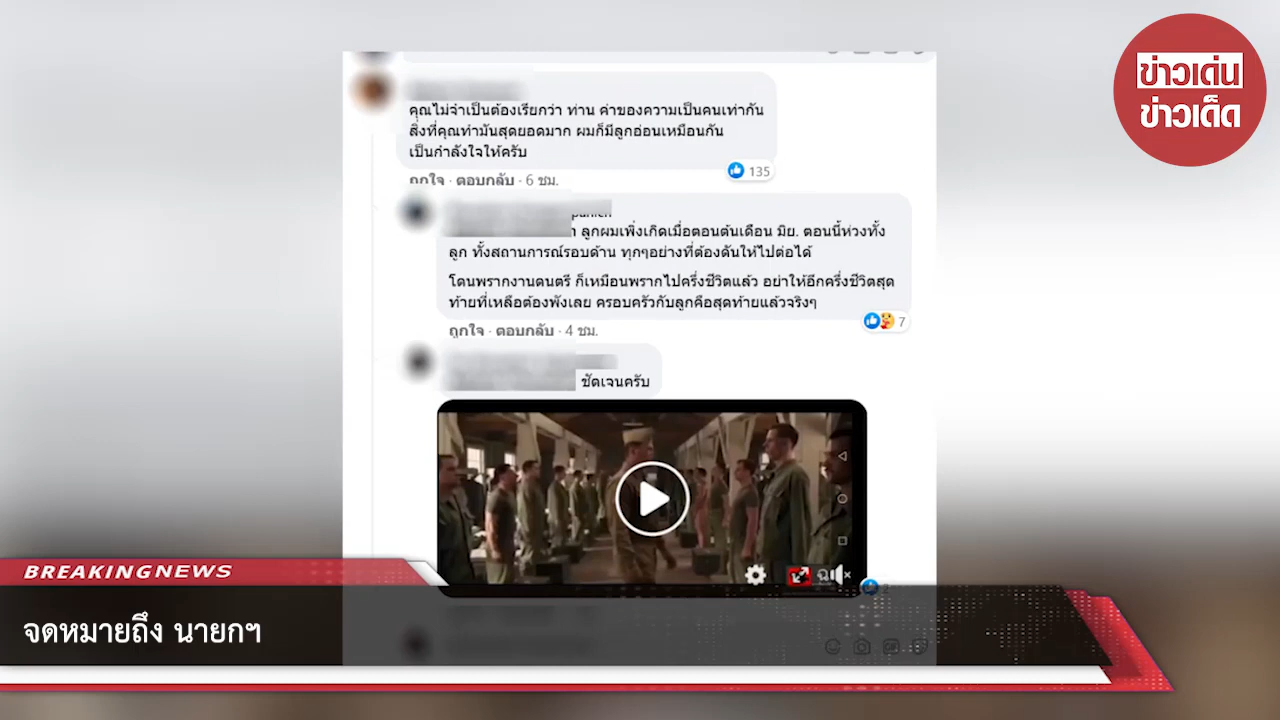 ข่าวเด่น
ข่าวเด็ด
คุณไม่จำเป็นต้องเรียกว่า ท่าน ค่าของความเป็นคนเท่ากัน
สิ่งที่คุณทำมันสุดยอดมาก ผมก็มีลูกอ่อนเหมือนกัน
เป็นกำลังใจให้ครับ
135
ถูกใจ · ตอบกลับ · 6 ชม.
ลูกผมเพิ่งเกิดเมื่อตอนต้นเดือน มิย. ตอนนี้ห่วงทั้ง
ลูก ทั้งสถานการณ์รอบด้าน ทุกๆอย่างที่ต้องดันให้ไปต่อได้
โดนพรากงานดนตรี ก็เหมือนพรากไปครึ่งชีวิตแล้ว อย่าให้อีกครึ่งชีวิตสุด
ท้ายที่เหลือต้องพังเลย ครอบครัวกับลูกคือสุดท้ายแล้วจริงๆ
7
ถูกใจ · ตอบกลับ · 4 ชม.
ชัดเจนครับ
2
BREAKINGNEWS
จดหมายถึง นายกฯ